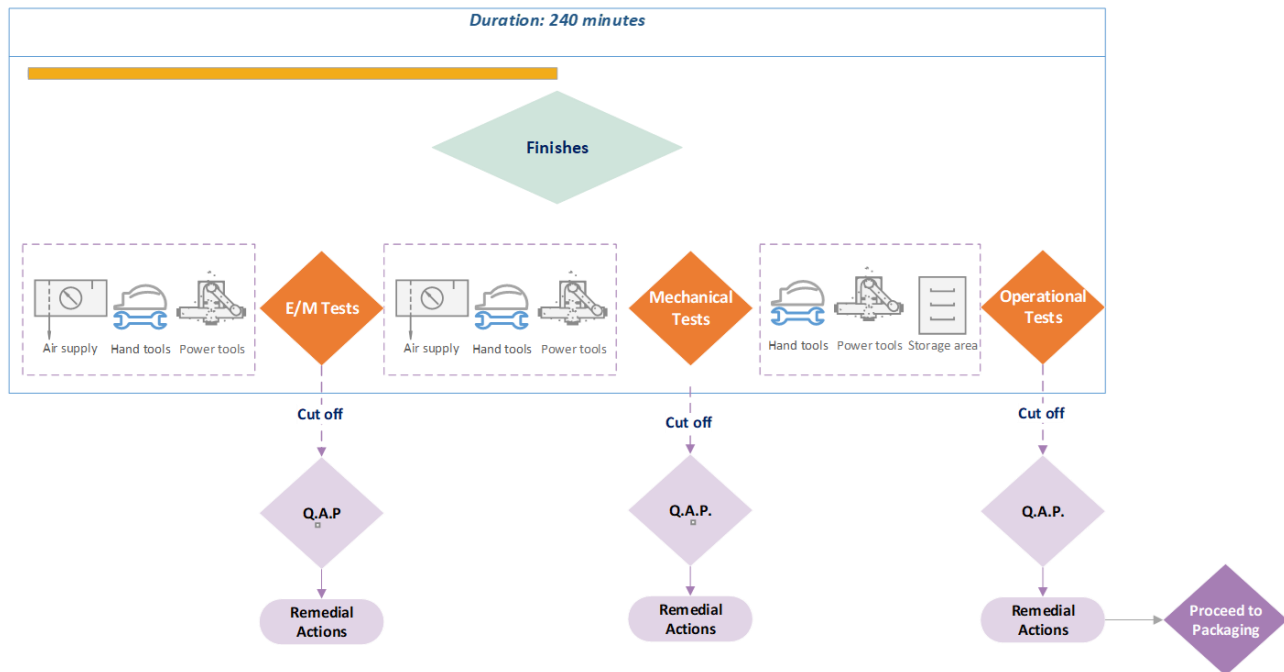 Duration: 240 minutes
Finishes
E/M Tests
Mechanical
Tests
Operational
Tests
Air supply
Hand tools
Power tools
Air supply
Hand tools
Power tools
Hand tools
Power tools
Storage area
Cut off
Cut off
Cut off
Q.A.P
Q.A.P.
Q.A.P.
Remedial
Actions
Remedial
Actions
Remedial
Actions
Proceed to
Packaging